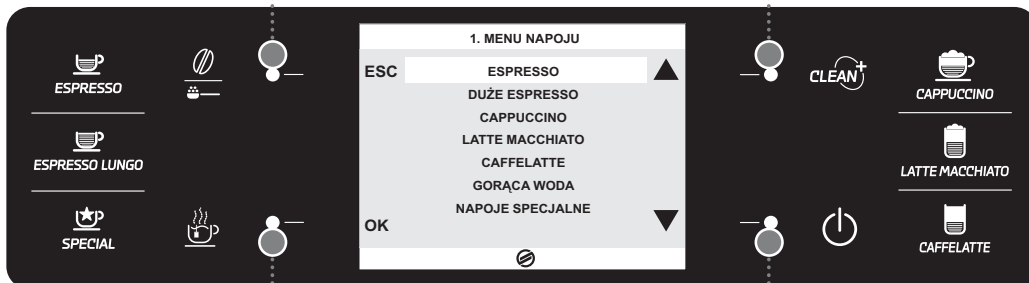 ESPRESSO
ESPRESSO LUNGO
SPECIAL
1. MENU NAPOJU
ESC
ESPRESSO
DUŻE ESPRESSO
CAPPUCCINO
LATTE MACCHIATO
CAFFELATTE
GORĄCA WODA
NAPOJE SPECJALNE
OK
CLEAN+
CAPPUCCINO
LATTE MACCHIATO
CAFFELATTE